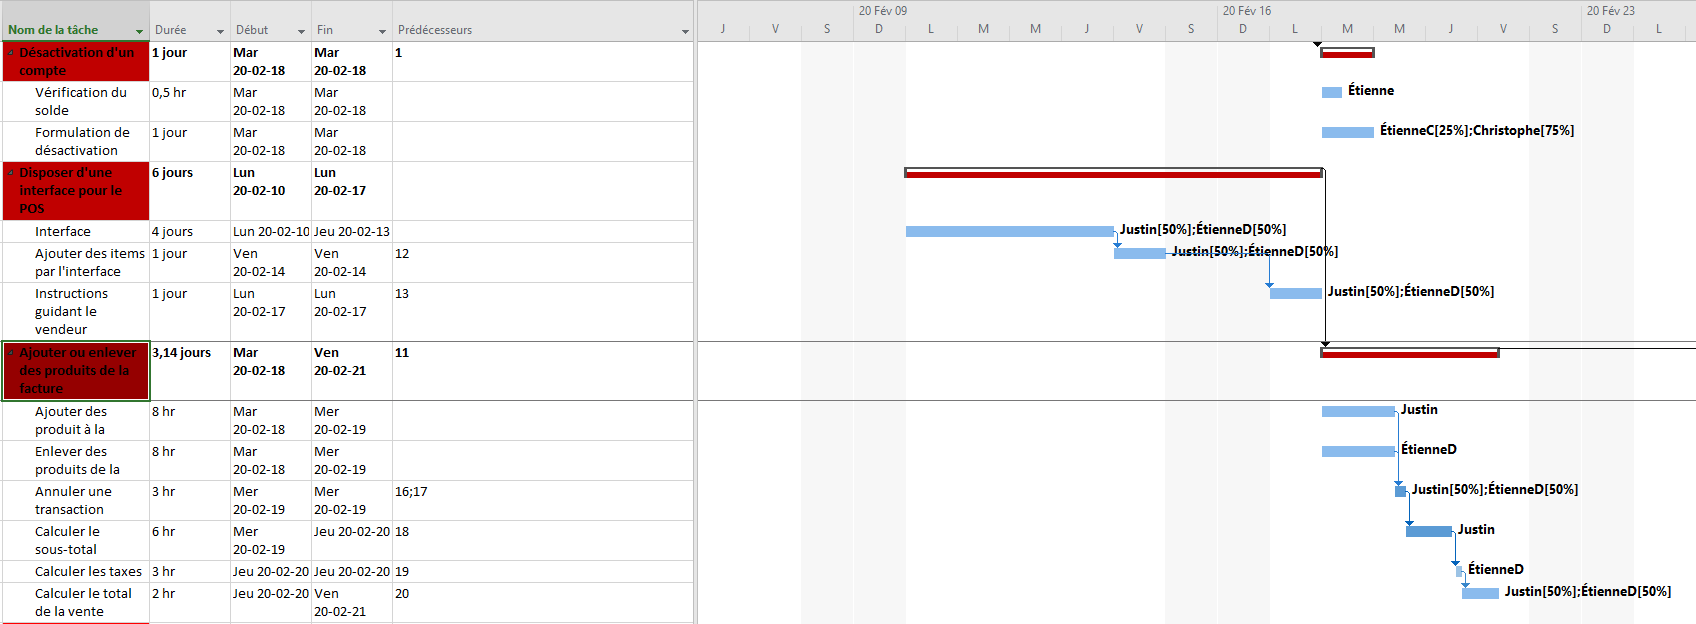 20 Fév 09 20 Fév 16 20 Fév 23
Nom de la tâche Durée Début Fin Prédécesseurs J V S D L M M J V S D L M M J V S D L
Désactivation d'un compte 1 jour Mar 20-02-18 Mar 20-02-18 1
Vérification du solde 0,5 hr Mar 20-02-18 Mar 20-02-18 Étienne
Formulation de désactivation 1 jour Mar 20-02-18 Mar 20-02-18 ÉtienneC[25%];Christophe[75%]
Disposer d'une interface pour le POS 6 jours Lun 20-02-10 Lun 20-02-17
Interface 4 jours Lun 20-02-10 Jeu 20-02-13 Justin[50%];ÉtienneD[50%]
Ajouter des items par l'interface 1 jour Ven 20-02-14 Ven 20-02-14 12 Justin[50%];ÉtienneD[50%]
Instructions guidant le vendeur 1 jour Lun 20-02-17 Lun 20-02-17 13 Justin[50%];ÉtienneD[50%]
Ajouter ou enlever des produits de la facture 3,14 jours Mar 20-02-18 Ven 20-02-21 11
Ajouter des produit à la 8 hr Mar 20-02-18 Mer 20-02-19 Justin
Enlever des produits de la 8 hr Mar 20-02-18 Mer 20-02-19 ÉtienneD
Annuler une transaction 3 hr Mer 20-02-19 Mer 20-02-19 16;17 Justin[50%];ÉtienneD[50%]
Calculer le sous-total 6 hr Mer 20-02-19 Jeu 20-02-20 18 Justin
Calculer les taxes 3 hr Jeu 20-02-20 Jeu 20-02-20 19 ÉtienneD
Calculer le total de la vente 2 hr Jeu 20-02-20 Ven 20-02-21 20 Justin[50%];ÉtienneD[50%]